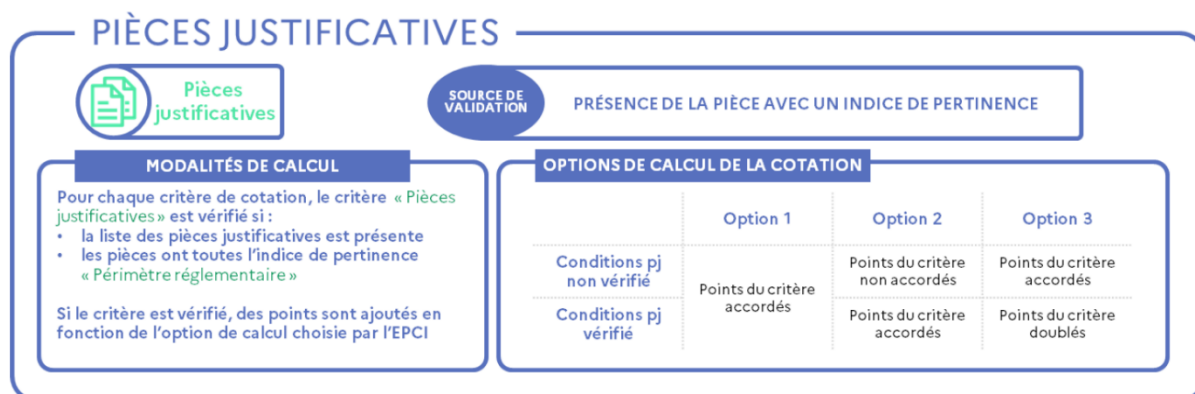 PIÈCES JUSTIFICATIVES
Pièces
justificatives
SOURCE DE
VALIDATION
PRÉSENCE DE LA PIÈCE AVEC UN INDICE DE PERTINENCE
MODALITÉS DE CALCUL
Pour chaque critère de cotation, le critère « Pièces
justificatives » est vérifié si :
• la liste des pièces justificatives est présente
• les pièces ont toutes l’indice de pertinence
« Périmètre réglementaire »
Si le critère est vérifié, des points sont ajoutés en
fonction de l’option de calcul choisie par l’EPCI
OPTIONS DE CALCUL DE LA COTATION
Option 1
Option 2
Option 3
Conditions pj
non vérifié
Points du critère
accordés
Points du critère
non accordés
Points du critère
accordés
Conditions pj
vérifié
Points du critère
accordés
Points du critère
doublés